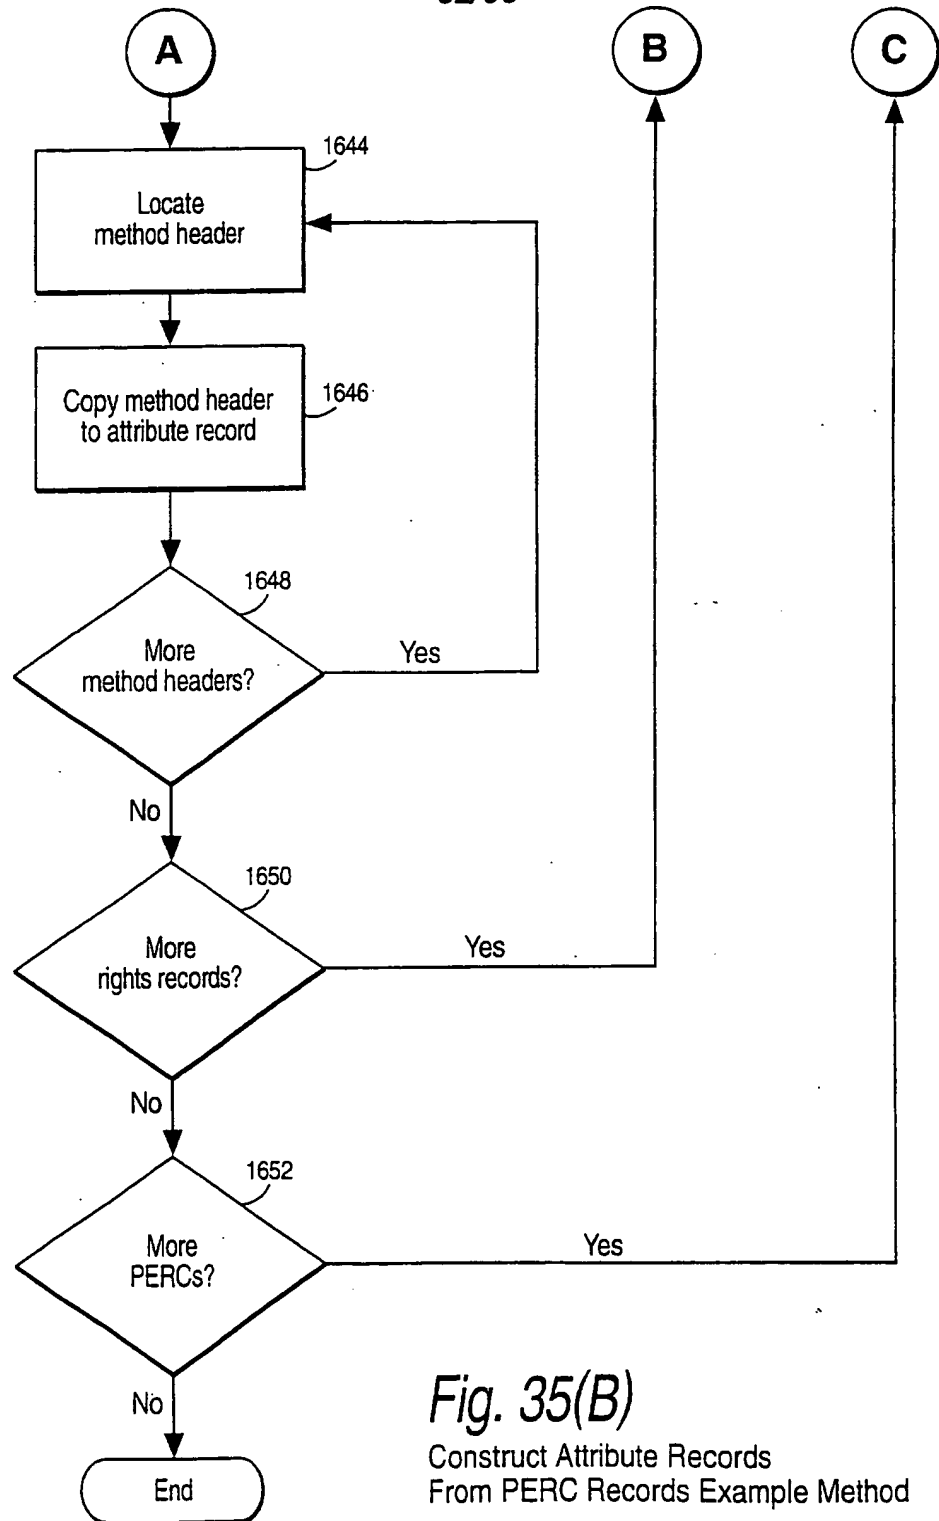 A
B
C
1644
Locate
method header
1646
Copy method header
to attribute record
1648
More
method headers?
Yes
No
1650
More
rights records?
Yes
No
1652
More
PERCs?
Yes
No
End
Fig. 35(B)
Construct Attribute Records
From PERC Records Example Method